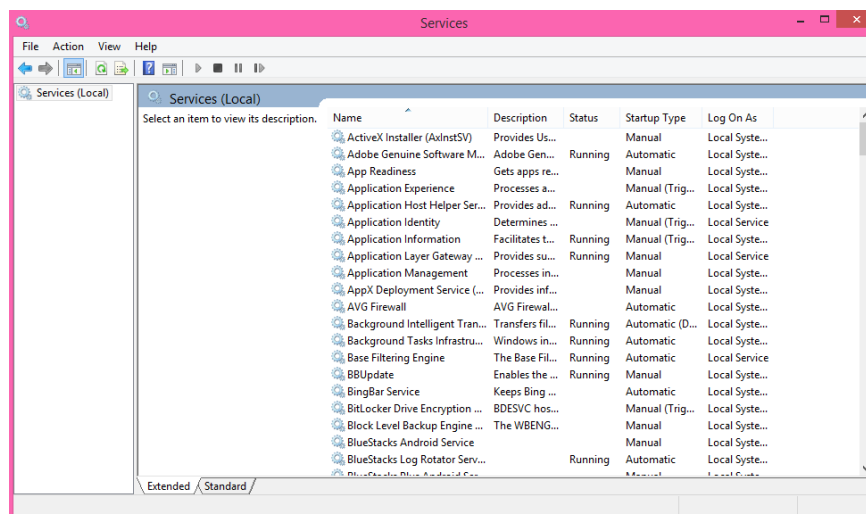 Services
File Action View Help
Services (Local)
Services (Local)
Select an item to view its description.
Name Description Status Startup Type Log On As
ActiveX Installer (AxInstSV) Provides Us... Manual Local Syste...
Adobe Genuine Software M... Adobe Gen... Running Automatic Local Syste...
App Readiness Gets apps re... Manual Local Syste...
Application Experience Processes a... Manual (Trig... Local Syste...
Application Host Helper Ser... Provides ad... Running Automatic Local Syste...
Application Identity Determines ... Manual (Trig... Local Service
Application Information Facilitates t... Running Manual (Trig... Local Syste...
Application Layer Gateway ... Provides su... Running Manual Local Service
Application Management Processes in... Manual Local Syste...
AppX Deployment Service (... Provides inf... Manual Local Syste...
AVG Firewall AVG Firewal... Automatic Local Syste...
Background Intelligent Tran... Transfers fil... Running Automatic (D... Local Syste...
Background Tasks Infrastru... Windows in... Running Automatic Local Syste...
Base Filtering Engine The Base Fil... Running Automatic Local Service
BBUpdate Enables the ... Running Manual Local Syste...
BingBar Service Keeps Bing ... Automatic Local Syste...
BitLocker Drive Encryption ... BDESVC hos... Manual (Trig... Local Syste...
Block Level Backup Engine ... The WBENG... Manual Local Syste...
BlueStacks Android Service Manual Local Syste...
BlueStacks Log Rotator Serv... Running Automatic Local Syste...
Extended Standard